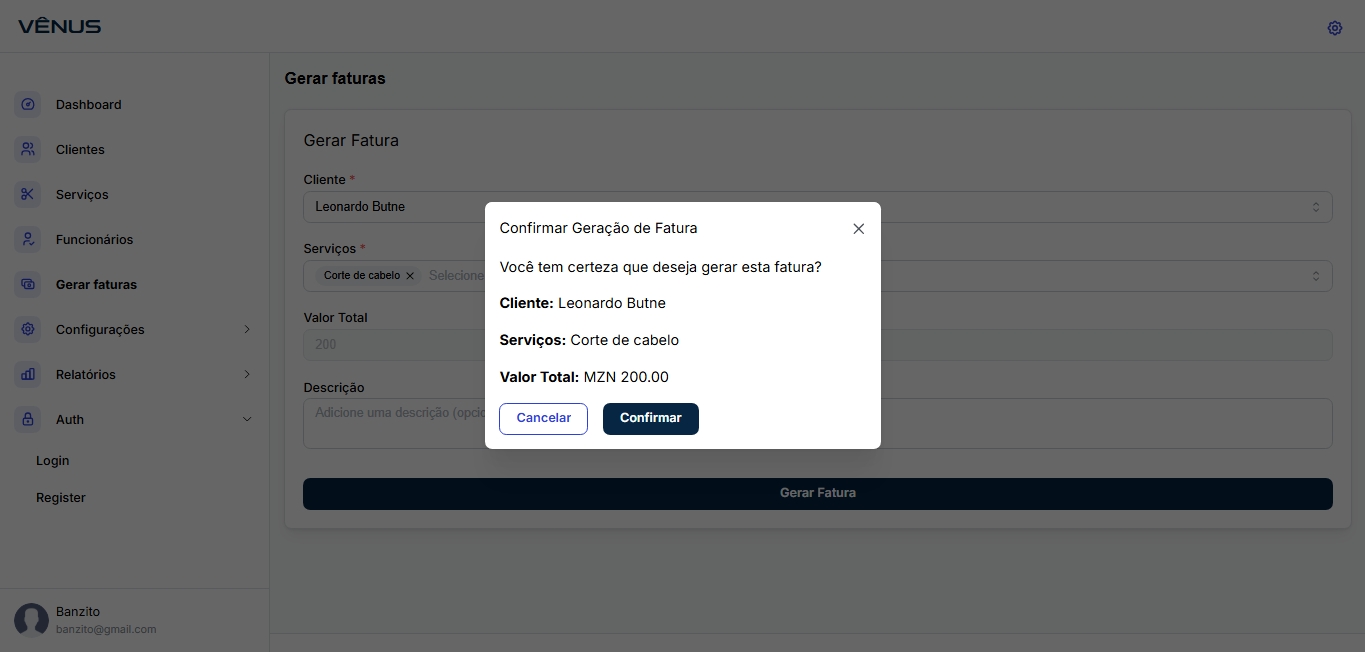 VÊNUS
Dashboard
Clientes
Serviços
Funcionários
Gerar faturas
Configurações
Relatórios
Auth
Login
Register
Banzito
banzito@gmail.com
Gerar faturas
Gerar Fatura
Cliente *
Leonardo Butne
Serviços *
Corte de cabelo Selecione
Valor Total
200
Descrição
Adicione uma descrição
Gerar Fatura
Confirmar Geração de Fatura
Você tem certeza que deseja gerar esta fatura?
Cliente: Leonardo Butne
Serviços: Corte de cabelo
Valor Total: MZN 200.00
Cancelar
Confirmar